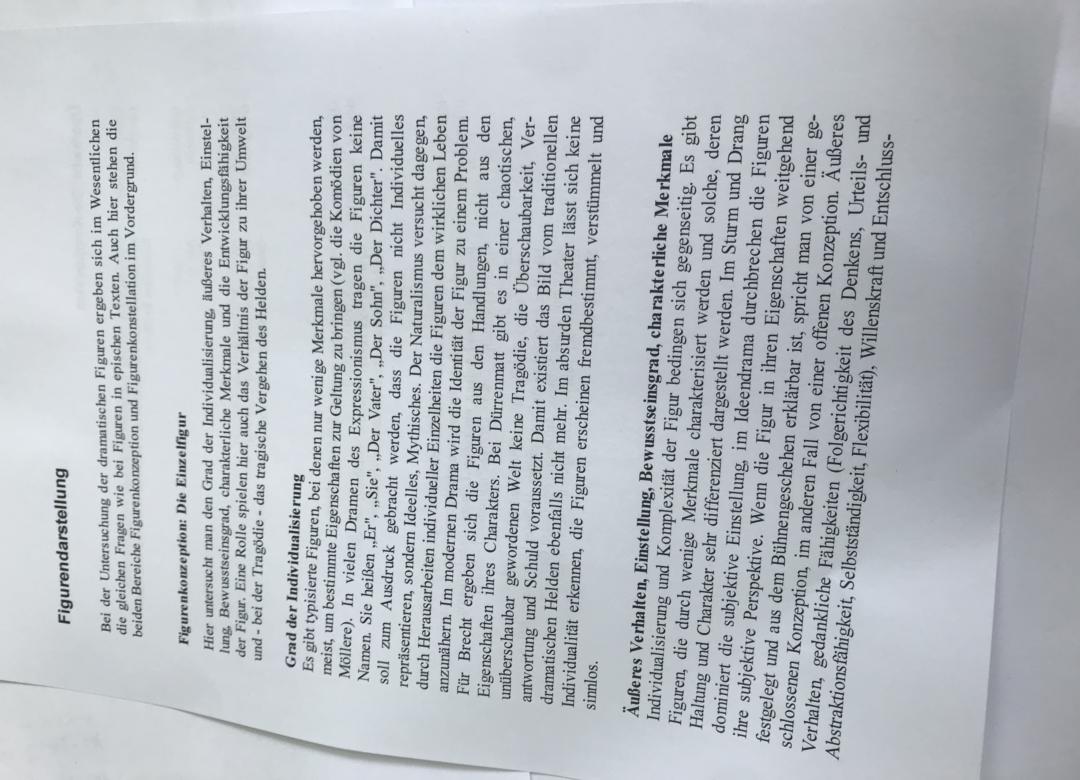 Figurendarstellung
Bei der Untersuchung der dramatischen Figuren ergeben sich im Wesentlichen
die gleichen Fragen wie bei Figuren in epischen Texten. Auch hier stehen die
beiden Bereiche Figurenkonzeption und Figurenkonstellation im Vordergrund.
Figurenkonzeption: Die Einzelfigur
Hier untersucht man den Grad der Individualisierung, äußeres Verhalten, Einstel-
lung, Bewusstseinsgrad, charakterliche Merkmale und die Entwicklungsfähigkeit
der Figur. Eine Rolle spielen hier auch das Verhältnis der Figur zu ihrer Umwelt
und - bei der Tragödie - das tragische Vergehen des Helden.
Grad der Individualisierung
Es gibt typisierte Figuren, bei denen nur wenige Merkmale hervorgehoben werden,
meist, um bestimmte Eigenschaften zur Geltung zu bringen (vgl. die Komödien von
Möllere). In vielen Dramen des Expressionismus tragen die Figuren keine
Namen. Sie heißen „Er", „Sie", „Der Vater", „Der Sohn", „Der Dichter". Damit
soll zum Ausdruck gebracht werden, dass die Figuren nicht Individuelles
repräsentieren, sondern Ideelles, Mythisches. Der Naturalismus versucht dagegen,
durch Herausarbeiten individueller Einzelheiten die Figuren dem wirklichen Leben
anzunähern. Im modernen Drama wird die Identität der Figur zu einem Problem.
Für Brecht ergeben sich die Figuren aus den Handlungen, nicht aus den
Eigenschaften ihres Charakters. Bei Dürrenmatt gibt es in einer chaotischen,
unüberschaubar gewordenen Welt keine Tragödie, die Überschaubarkeit, Ver-
antwortung und Schuld voraussetzt. Damit existiert das Bild vom traditionellen
dramatischen Helden ebenfalls nicht mehr. Im absurden Theater lässt sich keine
Individualität erkennen, die Figuren erscheinen fremdbestimmt, verstümmelt und
sinnlos.
Äußeres Verhalten, Einstellung, Bewusstseinsgrad, charakterliche Merkmale
Individualisierung und Komplexität der Figur bedingen sich gegenseitig. Es gibt
Figuren, die durch wenige Merkmale charakterisiert werden und solche, deren
Haltung und Charakter sehr differenziert dargestellt werden. Im Sturm und Drang
dominiert die subjektive Einstellung, im Ideendrama durchbrechen die Figuren
ihre subjektive Perspektive. Wenn die Figur in ihren Eigenschaften weitgehend
festgelegt und aus dem Bühnengeschehen erklärbar ist, spricht man von einer ge-
schlossenen Konzeption, im anderen Fall von einer offenen Konzeption. Äußeres
Verhalten, gedankliche Fähigkeiten (Folgerichtigkeit des Denkens, Urteils- und
Abstraktionsfähigkeit, Selbstständigkeit, Flexibilität), Willenskraft und Entschluss-